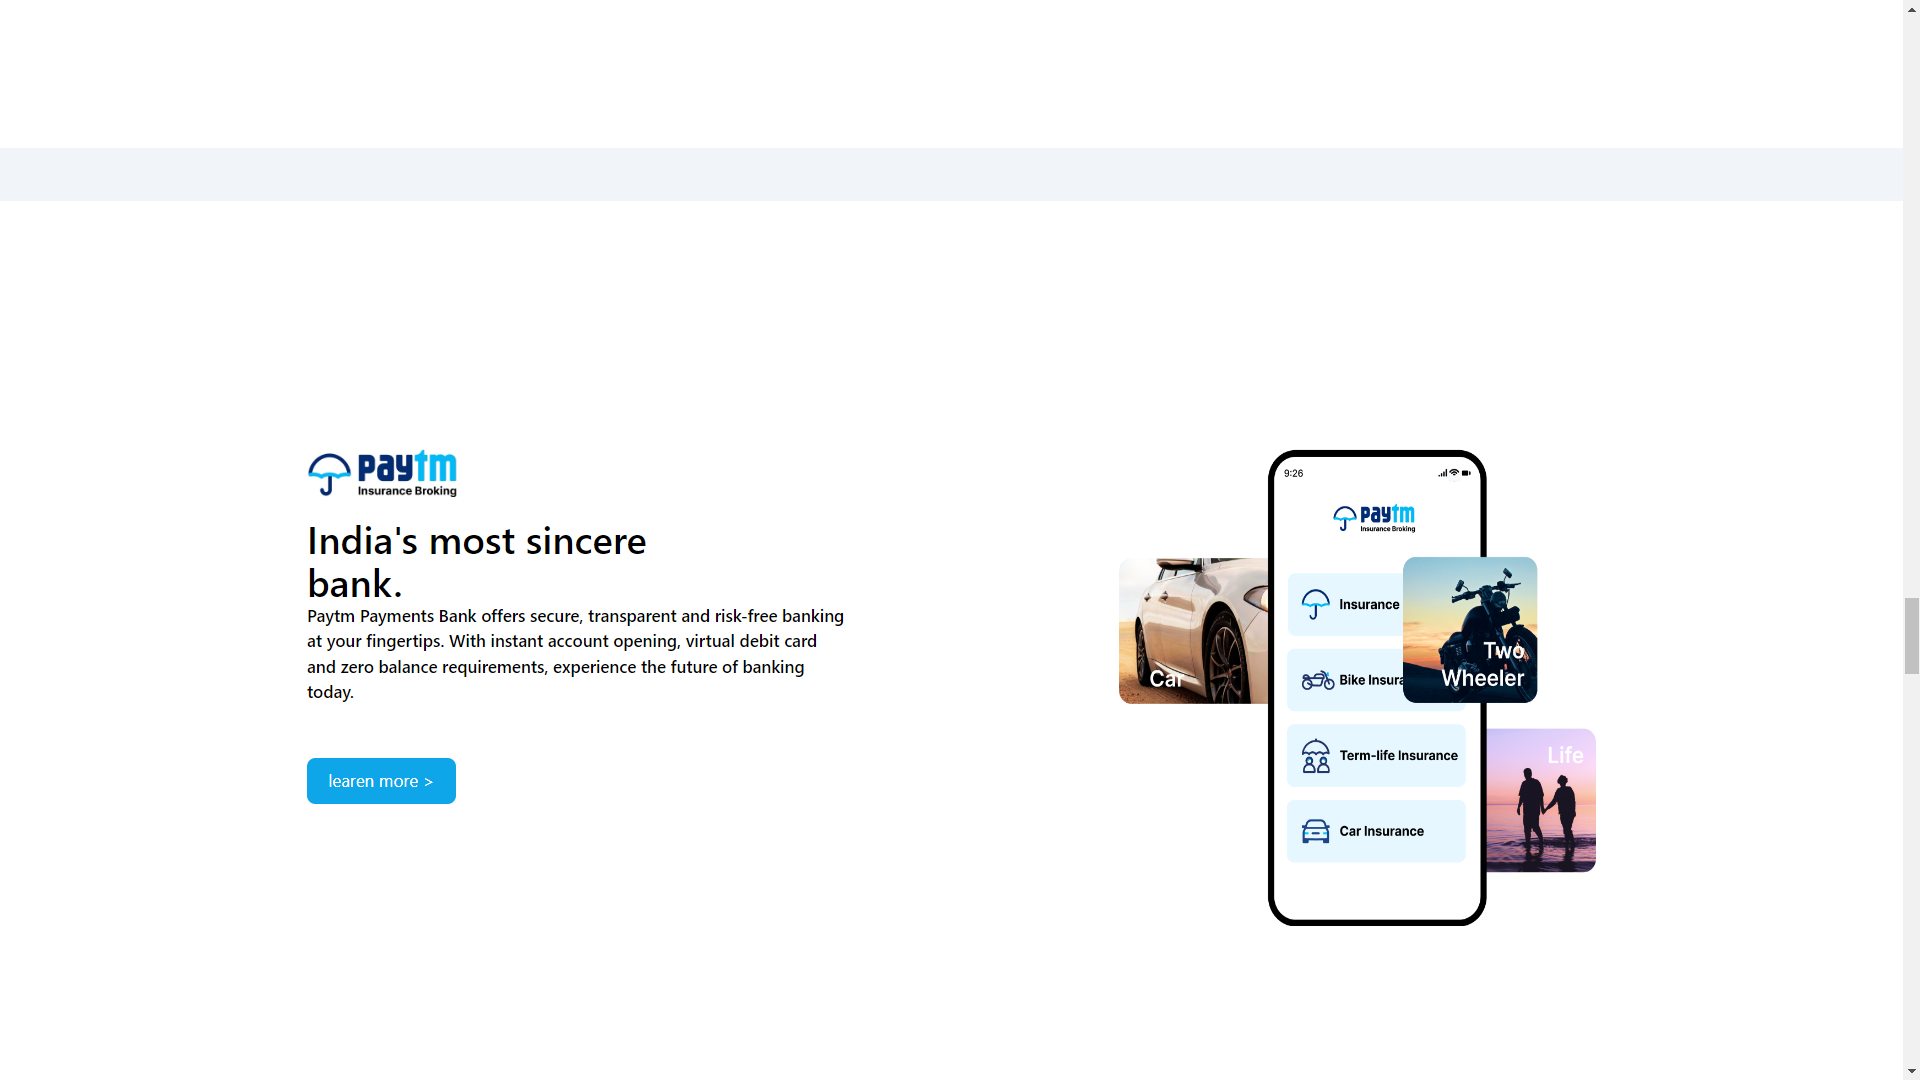 paytm
Insurance Broking
India's most sincere
bank.
Paytm Payments Bank offers secure, transparent and risk-free banking
at your fingertips. With instant account opening, virtual debit card
and zero balance requirements, experience the future of banking
today.
learen more >
9:26
paytm
Insurance Broking
Insurance
Two
Wheeler
Car
Bike Insura
Life
Term-life Insurance
Car Insurance